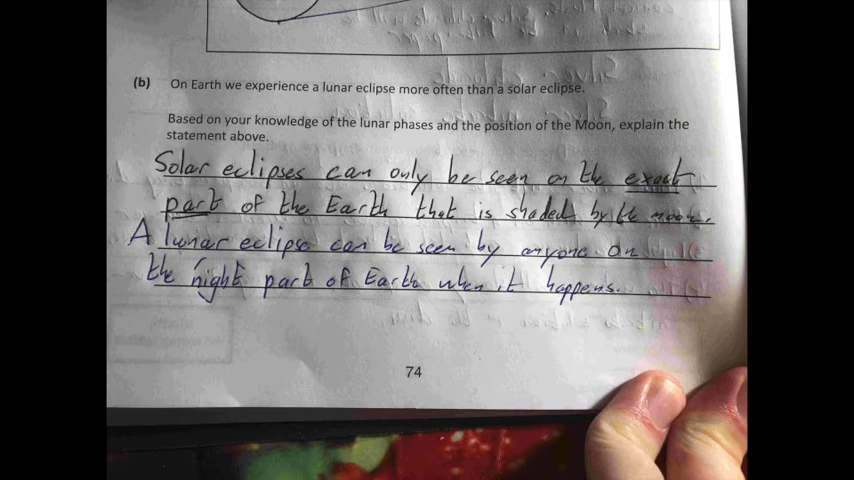 (b) On Earth we experience a lunar eclipse more often than a solar eclipse.
Based on your knowledge of the lunar phases and the position of the Moon, explain the
statement above.
Solar eclipses can only be seen on the exact
part of the Earth that is shaded by the moon.
A lunar eclipse can be seen by anyone on
the night part of Earth when it happens.
74